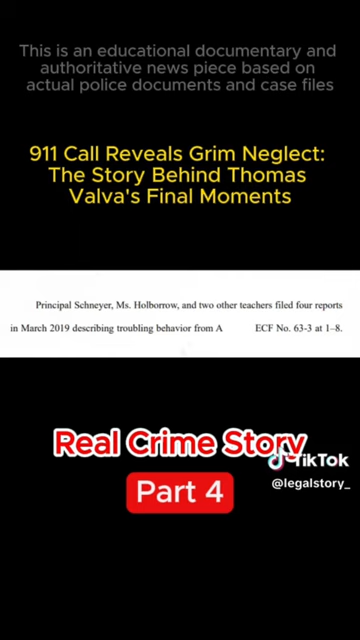 This is an educational documentary and
authoritative news piece based on
actual police documents and case files
911 Call Reveals Grim Neglect:
The Story Behind Thomas
Valva's Final Moments
Principal Schneyer, Ms. Holborrow, and two other teachers filed four reports
in March 2019 describing troubling behavior from A ECF No. 63-3 at 1–8.
Real Crime Story
TikTok
Part 4
@legalstory_